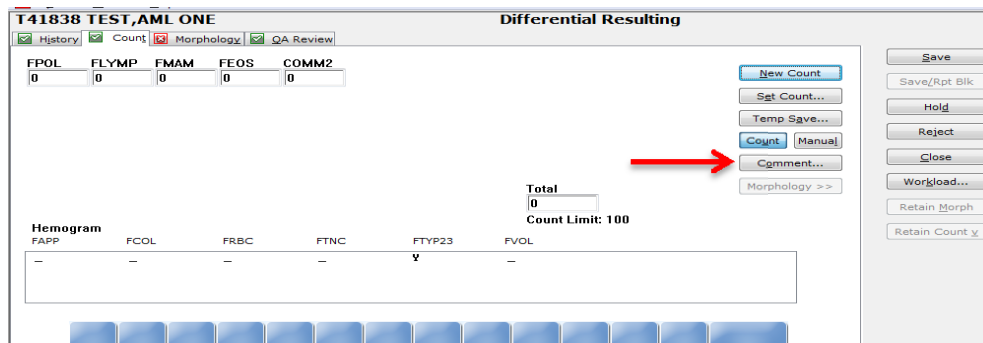 T41838 TEST,AML ONE Differential Resulting
History Count Morphology QA Review
FPOL FLYMP FMAM FEOS COMM2
0 0 0 0 0
New Count
Set Count...
Temp Save...
Count Manual
Comment...
Morphology >>
Total
0
Count Limit: 100
Hemogram
FAPP FCOL FRBC FTNC FTYP23 FVOL
_ _ _ _ Y _
Save
Save/Rpt Blk
Hold
Reject
Close
Workload...
Retain Morph
Retain Count v